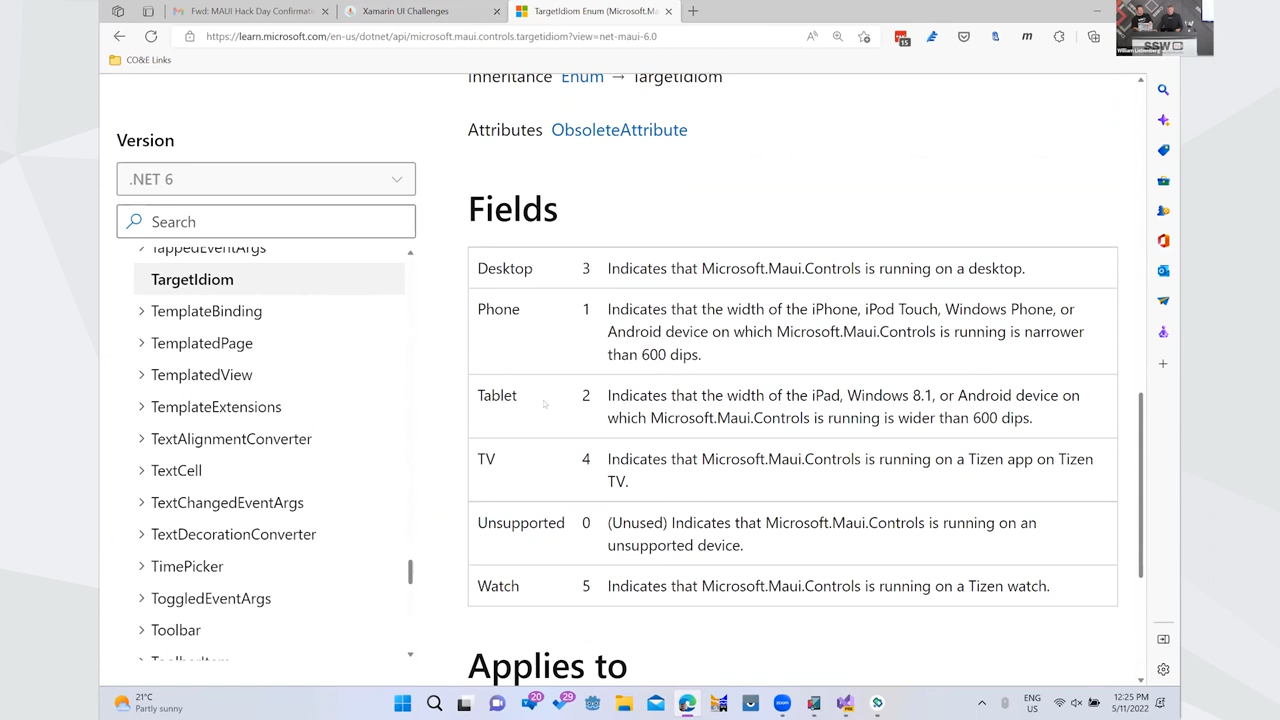 Fwd: MAUI Hack Day Confirmati
Xamarin UI Challenges
TargetIdiom Enum (Microsoft.Ma
https://learn.microsoft.com/en-us/dotnet/api/microsoft.maui.controls.targetidiom?view=net-maui-6.0
15
m
CO&E Links
William Liebenberg
SSW
Inheritance Enum → TargetIdiom
Attributes ObsoleteAttribute
Version
.NET 6
Search
TappedEventArgs
TargetIdiom
TemplateBinding
TemplatedPage
TemplatedView
TemplateExtensions
TextAlignmentConverter
TextCell
TextChangedEventArgs
TextDecorationConverter
TimePicker
ToggledEventArgs
Toolbar
ToolbarItem
Fields
Desktop 3 Indicates that Microsoft.Maui.Controls is running on a desktop.
Phone 1 Indicates that the width of the iPhone, iPod Touch, Windows Phone, or
Android device on which Microsoft.Maui.Controls is running is narrower
than 600 dips.
Tablet 2 Indicates that the width of the iPad, Windows 8.1, or Android device on
which Microsoft.Maui.Controls is running is wider than 600 dips.
TV 4 Indicates that Microsoft.Maui.Controls is running on a Tizen app on Tizen
TV.
Unsupported 0 (Unused) Indicates that Microsoft.Maui.Controls is running on an
unsupported device.
Watch 5 Indicates that Microsoft.Maui.Controls is running on a Tizen watch.
Applies to
21°C
Partly sunny
20
29
ENG
US
12:25 PM
5/11/2022